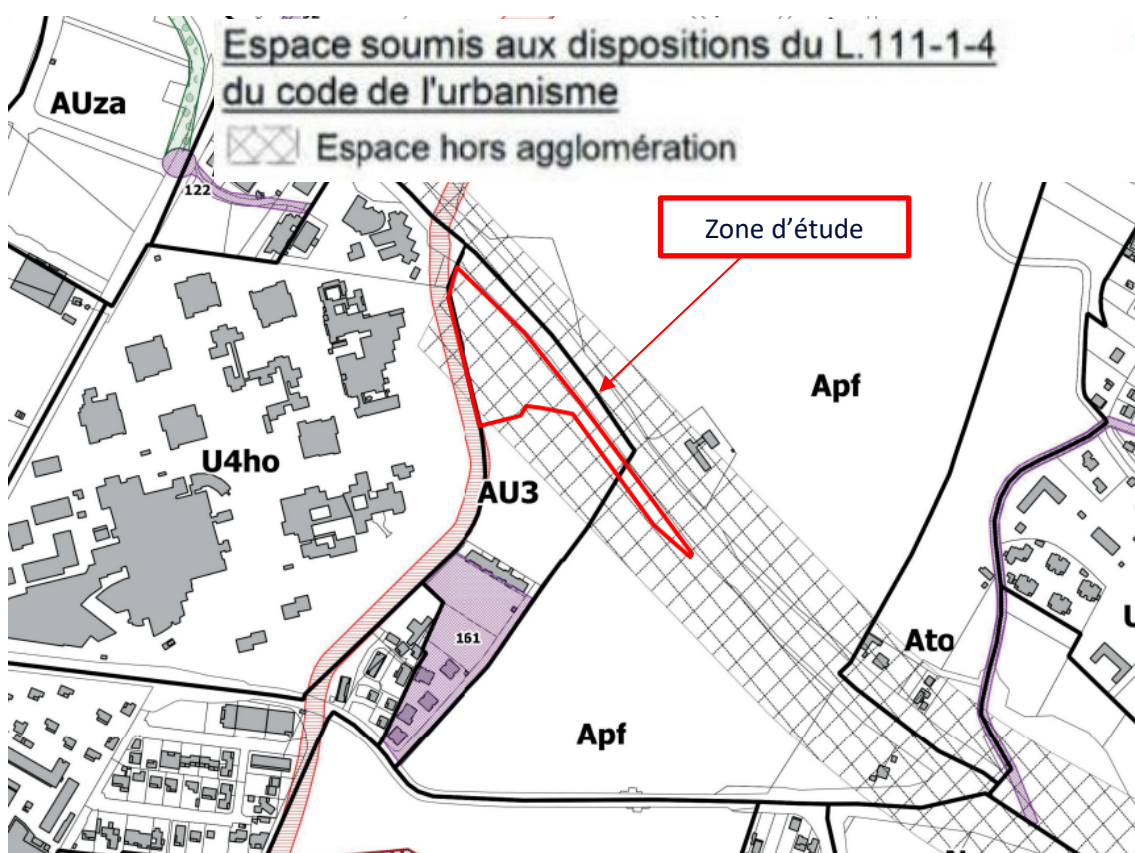 Espace soumis aux dispositions du L.111-1-4
du code de l'urbanisme
Espace hors agglomération
AUza
122
Zone d'étude
Apf
U4ho
AU3
161
Ato
Apf